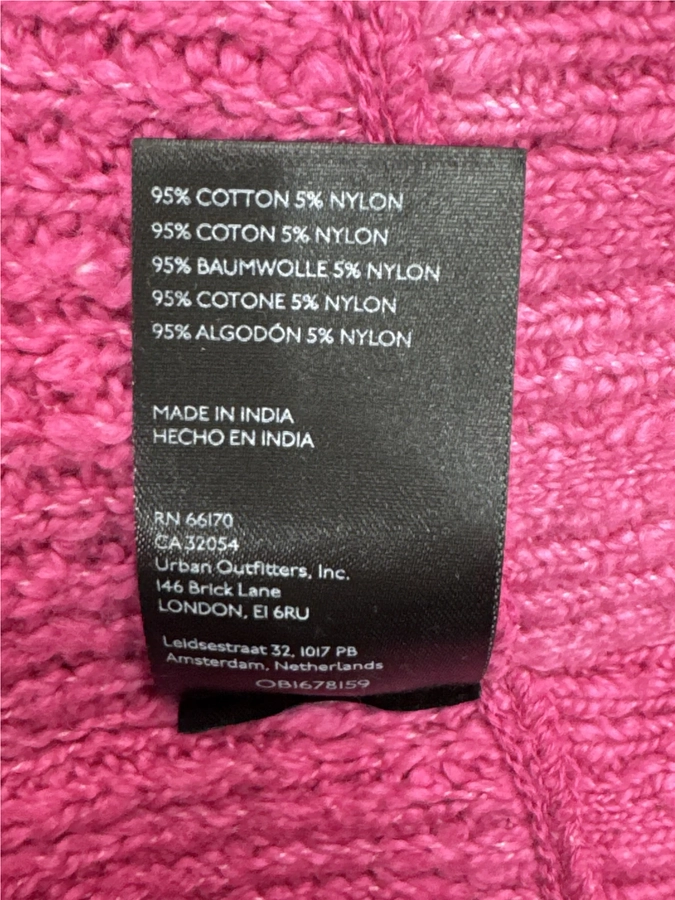 95% COTTON 5% NYLON
95% COTON 5% NYLON
95% BAUMWOLLE 5% NYLON
95% COTONE 5% NYLON
95% ALGODÓN 5% NYLON
MADE IN INDIA
HECHO EN INDIA
RN 66170
CA 32054
Urban Outfitters, Inc.
146 Brick Lane
LONDON, E1 6RU
Leidsestraat 32, 1017 PB
Amsterdam, Netherlands
OB1678159